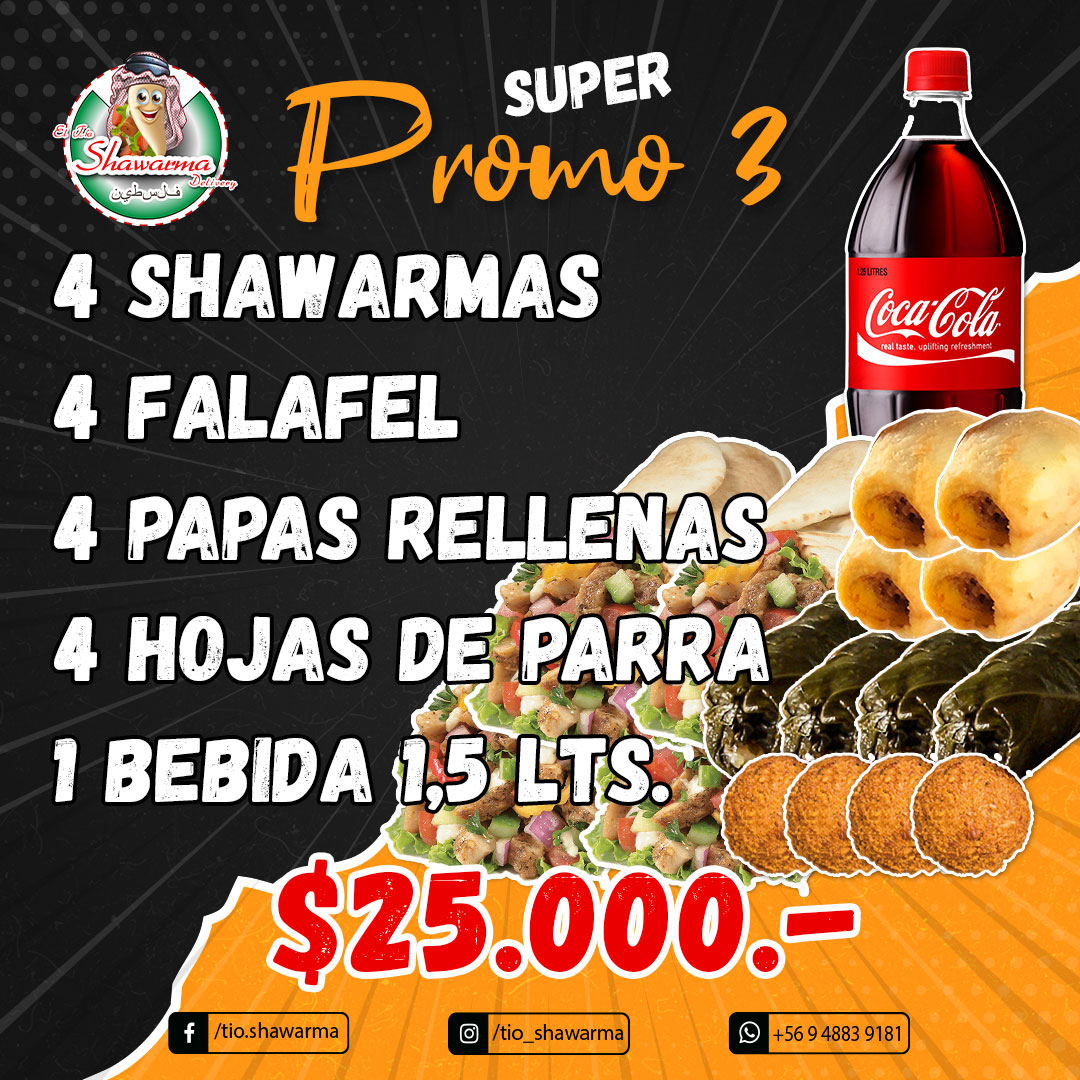 El Tio
Shawarma
Delivery
فلسطين
SUPER
Promo 3
4 SHAWARMAS
4 FALAFEL
4 PAPAS RELLENAS
4 HOJAS DE PARRA
1 BEBIDA 1,5 LTS.
1.25 LITRES
Coca-Cola
real taste. uplifting refreshment
$25.000.-
/tio.shawarma
/tio_shawarma
+56 9 4883 9181